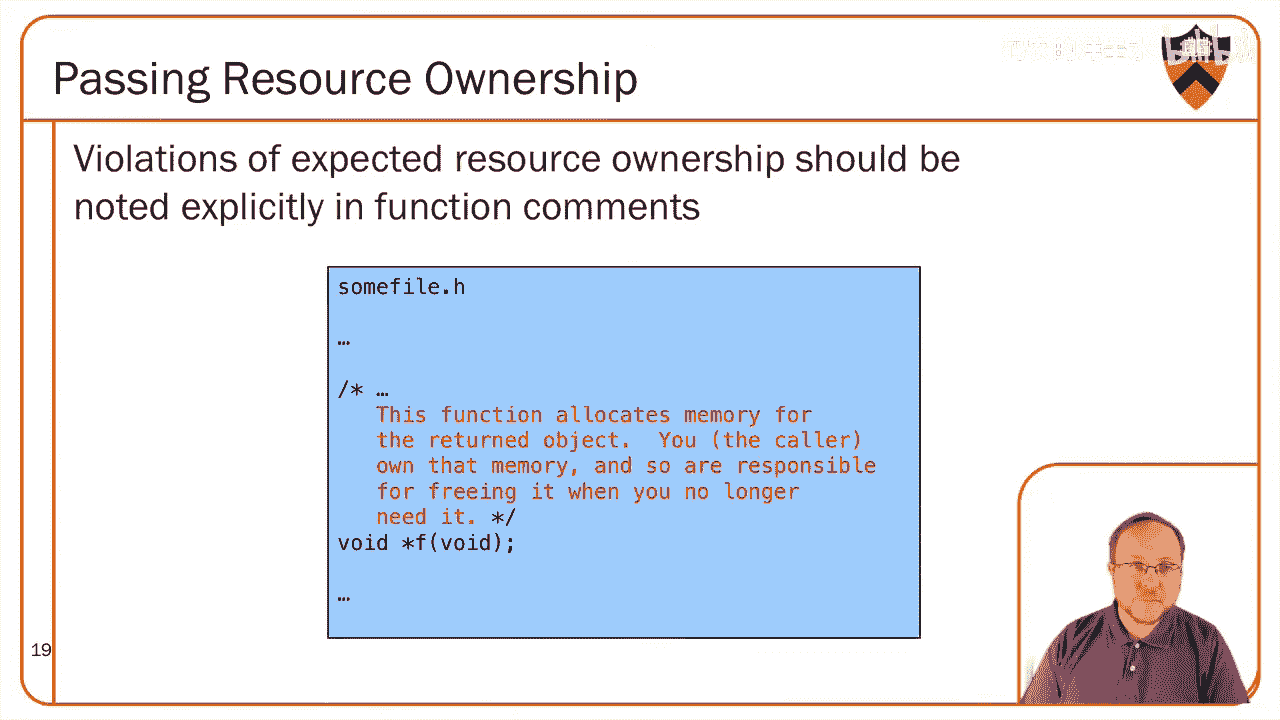 Passing Resource Ownership
Violations of expected resource ownership should be
noted explicitly in function comments
somefile.h
…
/* …
This function allocates memory for
the returned object.  You (the caller)
own that memory, and so are responsible
for freeing it when you no longer
need it. */
void *f(void);
…
19